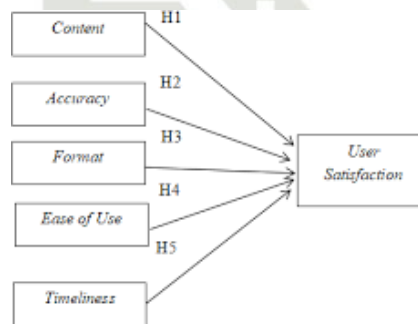 H1
Content
H2
Accuracy
H3
Format
User
Satisfaction
H4
Ease of Use
H5
Timeliness